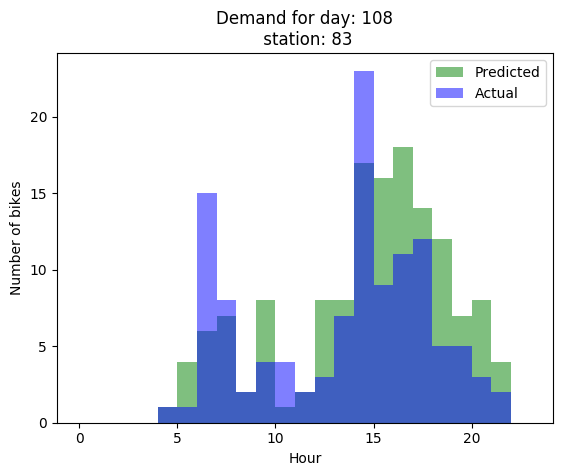 Demand for day: 108
station: 83
Predicted
Actual
Number of bikes
20
15
10
5
0
0
5
10
15
20
Hour